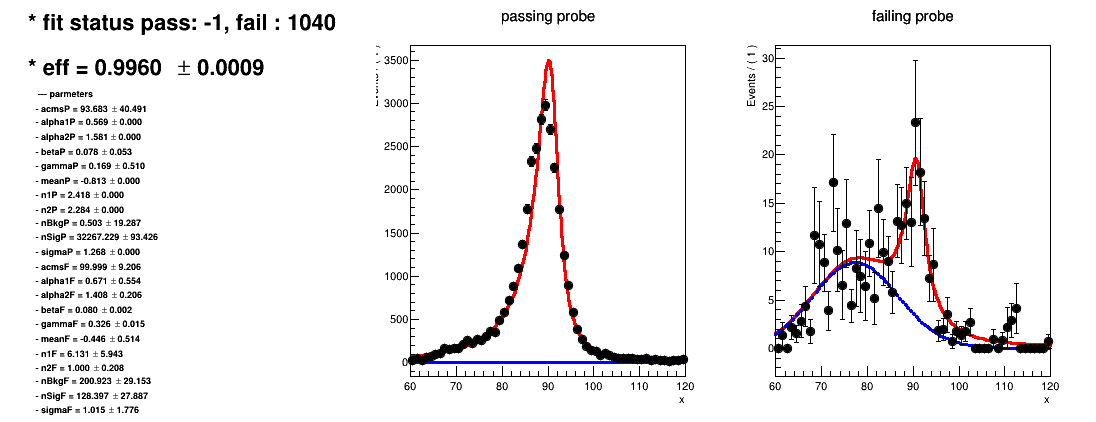 * fit status pass: -1, fail : 1040
* eff = 0.9960 ± 0.0009
--- parmeters
- acmsP = 93.683 ± 40.491
- alpha1P = 0.569 ± 0.000
- alpha2P = 1.581 ± 0.000
- betaP = 0.078 ± 0.053
- gammaP = 0.169 ± 0.510
- meanP = -0.813 ± 0.000
- n1P = 2.418 ± 0.000
- n2P = 2.284 ± 0.000
- nBkgP = 0.503 ± 19.287
- nSigP = 32267.229 ± 93.426
- sigmaP = 1.268 ± 0.000
- acmsF = 99.999 ± 9.206
- alpha1F = 0.671 ± 0.554
- alpha2F = 1.408 ± 0.206
- betaF = 0.080 ± 0.002
- gammaF = 0.326 ± 0.015
- meanF = -0.446 ± 0.514
- n1F = 6.131 ± 5.943
- n2F = 1.000 ± 0.208
- nBkgF = 200.923 ± 29.153
- nSigF = 128.397 ± 27.887
- sigmaF = 1.015 ± 1.776
passing probe
3500
3000
2500
2000
1500
1000
500
0
60 70 80 90 100 110 120
x
failing probe
Events / ( 1 )
30
25
20
15
10
5
0
60 70 80 90 100 110 120
x